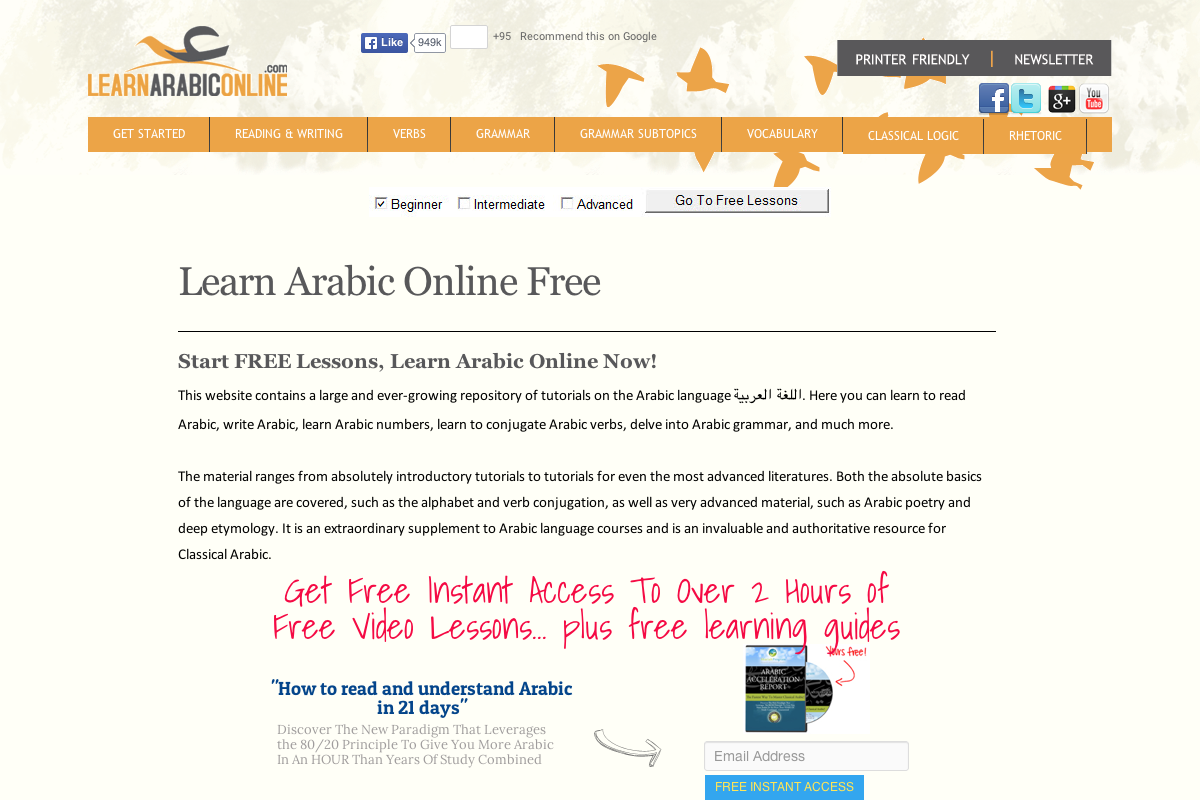 LEARNARABICONLINE.com
Like 949k
+95 Recommend this on Google
PRINTER FRIENDLY | NEWSLETTER
You Tube
GET STARTED READING & WRITING VERBS GRAMMAR GRAMMAR SUBTOPICS VOCABULARY CLASSICAL LOGIC RHETORIC
Beginner Intermediate Advanced Go To Free Lessons
Learn Arabic Online Free
Start FREE Lessons, Learn Arabic Online Now!
This website contains a large and ever-growing repository of tutorials on the Arabic language اللغة العربية. Here you can learn to read
Arabic, write Arabic, learn Arabic numbers, learn to conjugate Arabic verbs, delve into Arabic grammar, and much more.
The material ranges from absolutely introductory tutorials to tutorials for even the most advanced literatures. Both the absolute basics
of the language are covered, such as the alphabet and verb conjugation, as well as very advanced material, such as Arabic poetry and
deep etymology. It is an extraordinary supplement to Arabic language courses and is an invaluable and authoritative resource for
Classical Arabic.
Get Free Instant Access To Over 2 Hours of
Free Video Lessons... plus free learning guides
Yours free!
ARABIC
ACCELERATION
REPORT
"How to read and understand Arabic
in 21 days"
Discover The New Paradigm That Leverages
the 80/20 Principle To Give You More Arabic
In An HOUR Than Years Of Study Combined
Email Address
FREE INSTANT ACCESS